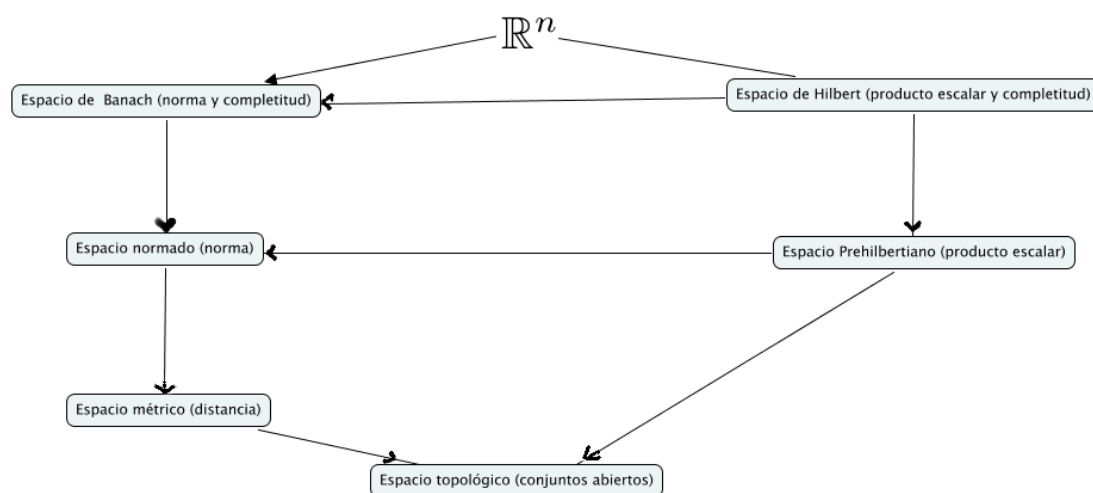 ℝⁿ
Espacio de Banach (norma y completitud)
Espacio de Hilbert (producto escalar y completitud)
Espacio normado (norma)
Espacio Prehilbertiano (producto escalar)
Espacio métrico (distancia)
Espacio topológico (conjuntos abiertos)